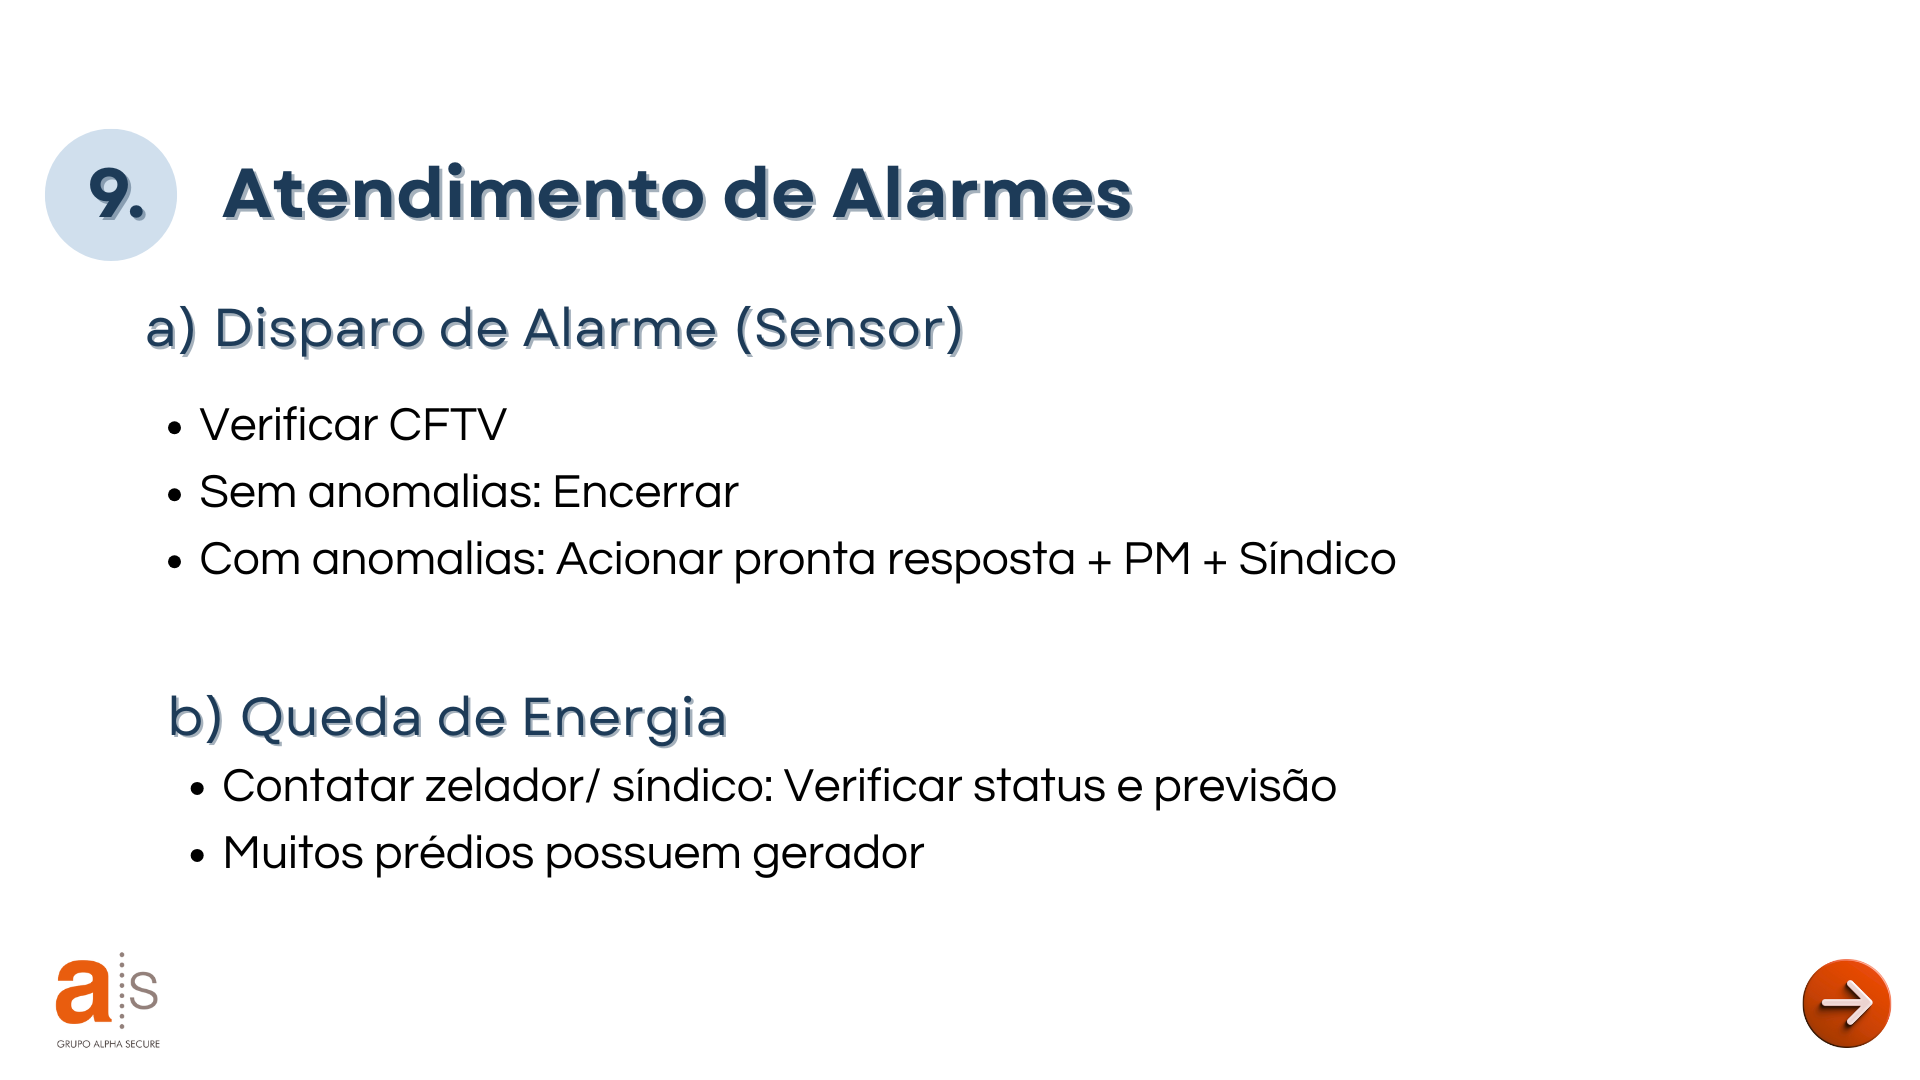 9. Atendimento de Alarmes
a) Disparo de Alarme (Sensor)
• Verificar CFTV
• Sem anomalias: Encerrar
• Com anomalias: Acionar pronta resposta + PM + Síndico
b) Queda de Energia
• Contatar zelador/ síndico: Verificar status e previsão
• Muitos prédios possuem gerador
a s
GRUPO ALPHA SECURE